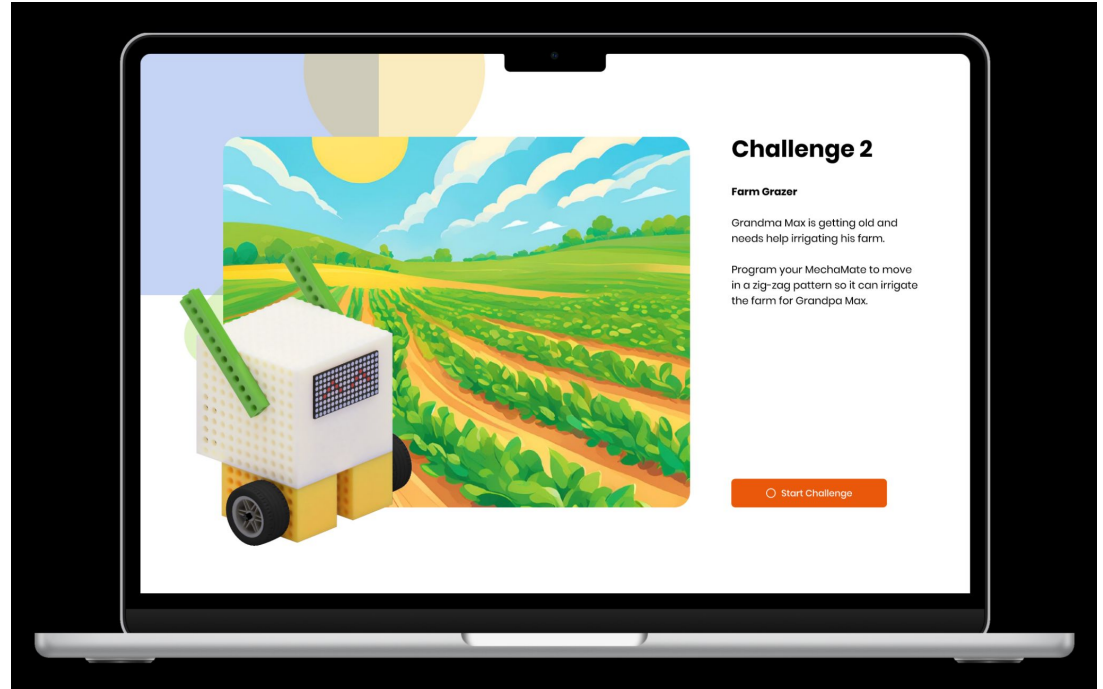 Challenge 2
Farm Grazer
Grandma Max is getting old and
needs help irrigating his farm.
Program your MechaMate to move
in a zig-zag pattern so it can irrigate
the farm for Grandpa Max.
Start Challenge